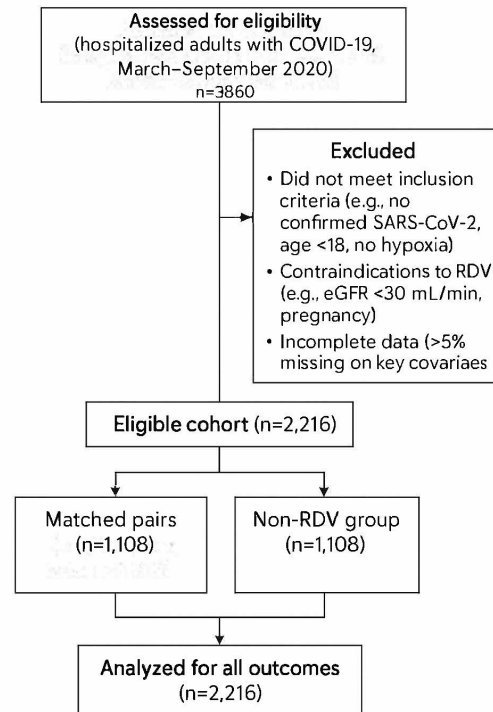 Assessed for eligibility
(hospitalized adults with COVID-19,
March–September 2020)
n=3860
Excluded
• Did not meet inclusion
criteria (e.g., no
confirmed SARS-CoV-2,
age <18, no hypoxia)
• Contraindications to RDV
(e.g., eGFR <30 mL/min,
pregnancy)
• Incomplete data (>5%
missing on key covariaes
Eligible cohort (n=2,216)
Matched pairs
(n=1,108)
Non-RDV group
(n=1,108)
Analyzed for all outcomes
(n=2,216)